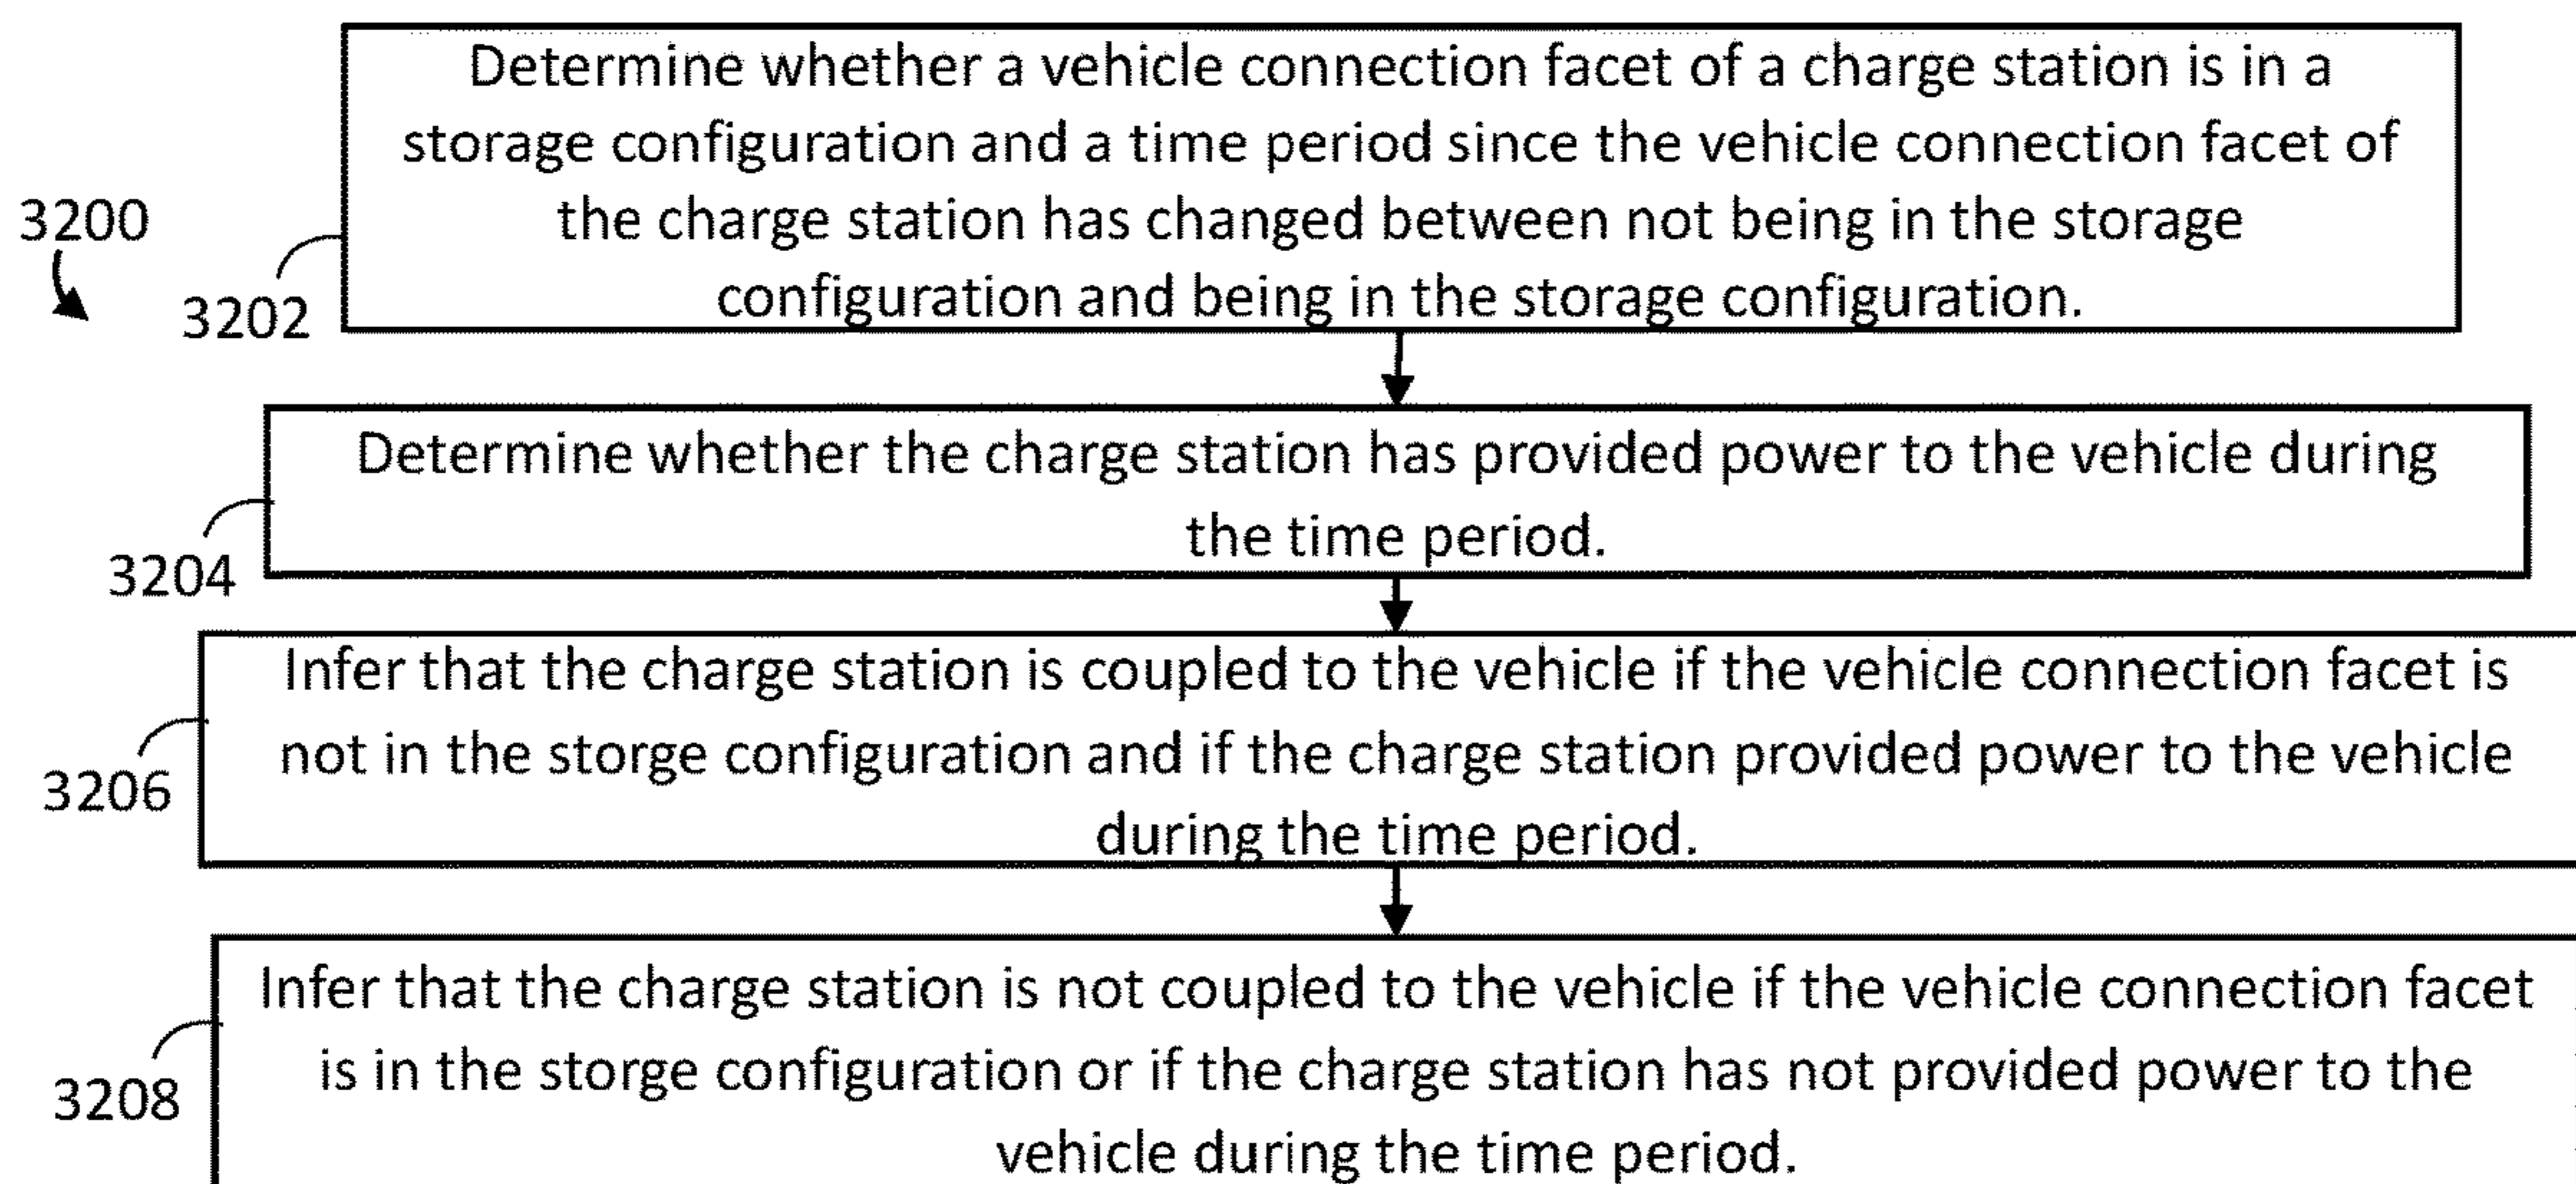 Determine whether a vehicle connection facet of a charge station is in a
storage configuration and a time period since the vehicle connection facet of
the charge station has changed between not being in the storage
configuration and being in the storage configuration.
3200
3202
Determine whether the charge station has provided power to the vehicle during
the time period.
3204
Infer that the charge station is coupled to the vehicle if the vehicle connection facet is
not in the storge configuration and if the charge station provided power to the vehicle
during the time period.
3206
Infer that the charge station is not coupled to the vehicle if the vehicle connection facet
is in the storge configuration or if the charge station has not provided power to the
vehicle during the time period.
3208